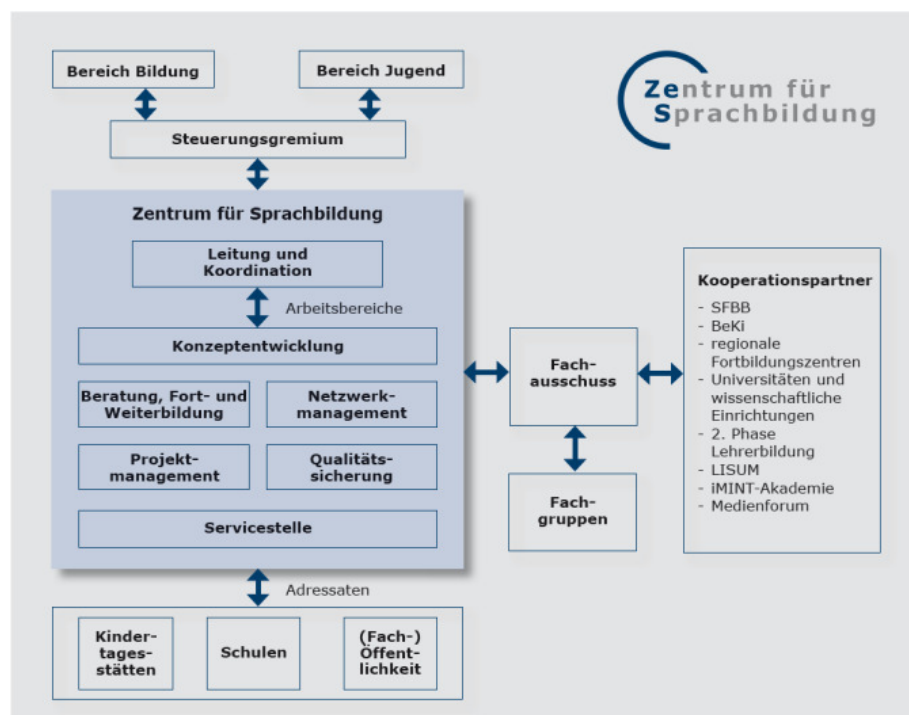 Bereich Bildung
Bereich Jugend
Zentrum für
Sprachbildung
Steuerungsgremium
Zentrum für Sprachbildung
Leitung und
Koordination
Arbeitsbereiche
Konzeptentwicklung
Beratung, Fort- und
Weiterbildung
Netzwerk-
management
Projekt-
management
Qualitäts-
sicherung
Servicestelle
Fach-
ausschuss
Fach-
gruppen
Kooperationspartner
- SFBB
- BeKi
- regionale
Fortbildungszentren
- Universitäten und
wissenschaftliche
Einrichtungen
- 2. Phase
Lehrerbildung
- LISUM
- iMINT-Akademie
- Medienforum
Adressaten
Kinder-
tages-
stätten
Schulen
(Fach-)
Öffent-
lichkeit